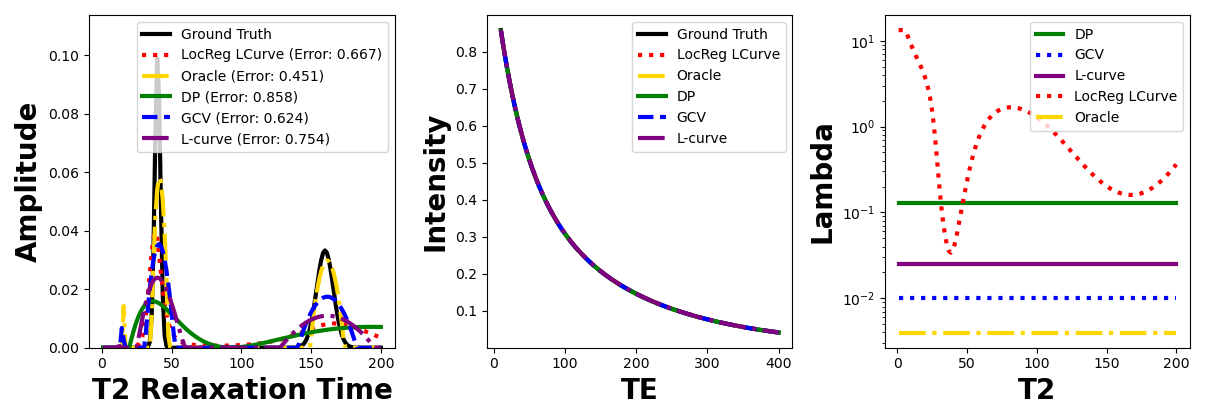 Amplitude
0.10
0.08
0.06
0.04
0.02
0.00
Ground Truth
LocReg LCurve (Error: 0.667)
Oracle (Error: 0.451)
DP (Error: 0.858)
GCV (Error: 0.624)
L-curve (Error: 0.754)
0 50 100 150 200
T2 Relaxation Time
Intensity
0.8
0.7
0.6
0.5
0.4
0.3
0.2
0.1
Ground Truth
LocReg LCurve
Oracle
DP
GCV
L-curve
0 100 200 300 400
TE
Lambda
10¹
10⁰
10⁻¹
10⁻²
DP
GCV
L-curve
LocReg LCurve
Oracle
0 50 100 150 200
T2